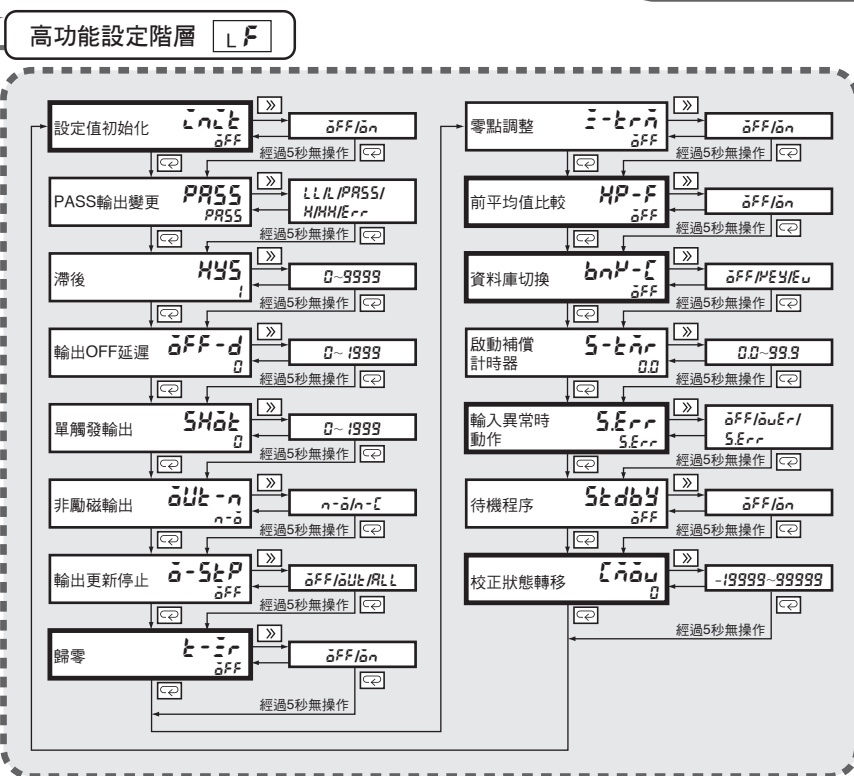 高功能設定階層 LF
設定值初始化 init
oFF
oFF/on
經過5秒無操作
PASS輸出變更 PASS
PASS
LL/L/PASS/
H/HH/Err
經過5秒無操作
滯後 HYS
1
0~9999
經過5秒無操作
輸出OFF延遲 oFF-d
0
0~1999
經過5秒無操作
單觸發輸出 SHot
0
0~1999
經過5秒無操作
非勵磁輸出 oUt-n
n-o
n-o/n-C
經過5秒無操作
輸出更新停止 o-StP
oFF
oFF/oUt/ALL
經過5秒無操作
歸零 t-Zr
oFF
oFF/on
經過5秒無操作
零點調整 Z-trm
oFF
oFF/on
經過5秒無操作
前平均值比較 HP-F
oFF
oFF/on
經過5秒無操作
資料庫切換 bnK-C
oFF
oFF/KEY/Ev
經過5秒無操作
啟動補償
計時器 S-tmr
0.0
0.0~99.9
經過5秒無操作
輸入異常時
動作 S.Err
S.Err
oFF/ovEr/
S.Err
經過5秒無操作
待機程序 Stdby
oFF
oFF/on
經過5秒無操作
校正狀態轉移 Cmov
0
-19999~99999
經過5秒無操作